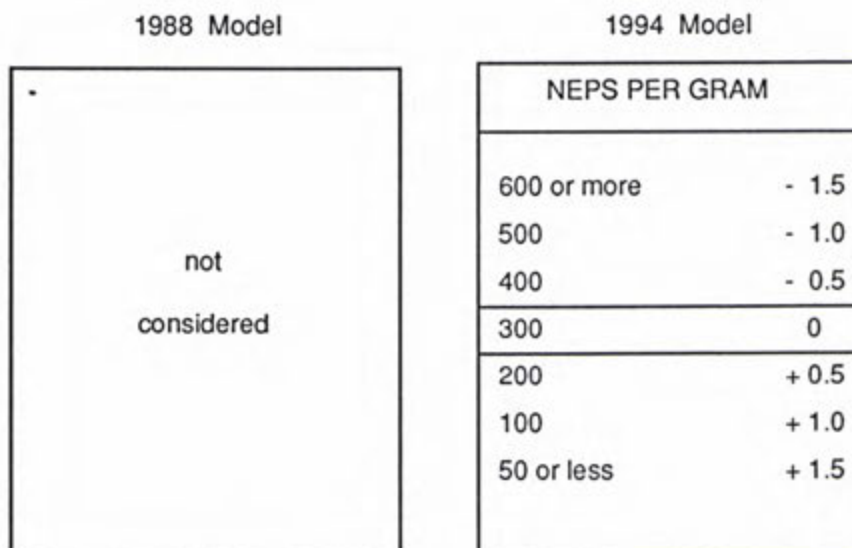 1988 Model
not
considered
1994 Model
NEPS PER GRAM
600 or more - 1.5
500 - 1.0
400 - 0.5
300 0
200 + 0.5
100 + 1.0
50 or less + 1.5